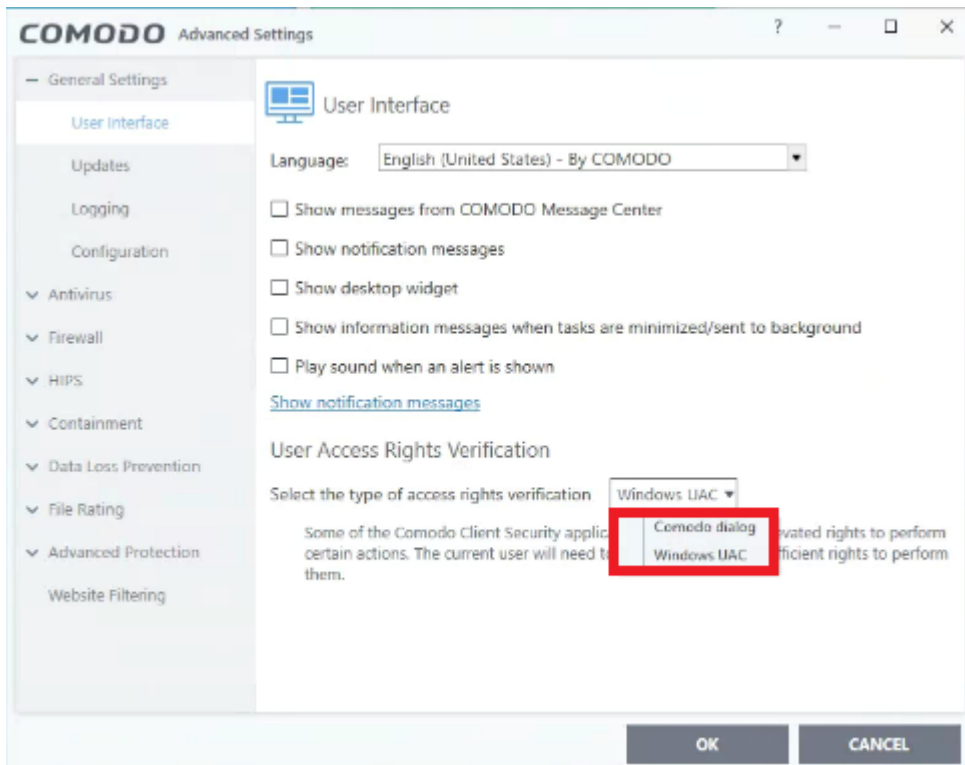 COMODO Advanced Settings
?
General Settings
User Interface
Updates
Logging
Configuration
Antivirus
Firewall
HIPS
Containment
Data Loss Prevention
File Rating
Advanced Protection
Website Filtering
User Interface
Language: English (United States) - By COMODO
Show messages from COMODO Message Center
Show notification messages
Show desktop widget
Show information messages when tasks are minimized/sent to background
Play sound when an alert is shown
Show notification messages
User Access Rights Verification
Select the type of access rights verification Windows UAC
Comodo dialog
Windows UAC
Some of the Comodo Client Security applic vated rights to perform
certain actions. The current user will need to fficient rights to perform
them.
OK CANCEL